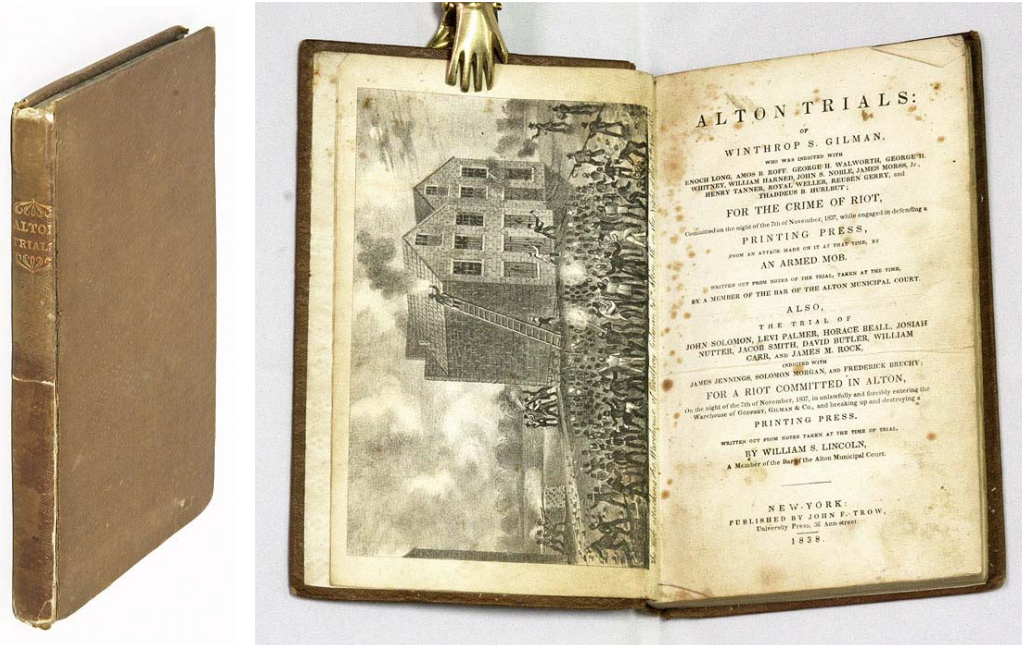 ALTON
TRIALS
ALTON TRIALS:
OF
WINTHROP S. GILMAN,
WHO WAS INDICTED WITH
ENOCH LONG, AMOS B. ROFF, GEORGE H. WALWORTH, GEORGE H.
WHITNEY, WILLIAM HARNED, JOHN S. NOBLE, JAMES MORSS, Jr.,
HENRY TANNER, ROYAL WELLER, REUBEN GERRY, and
THADDEUS B. HURLBUT;
FOR THE CRIME OF RIOT,
Committed on the night of the 7th of November, 1837, while engaged in defending a
PRINTING PRESS,
FROM AN ATTACK MADE ON IT AT THAT TIME, BY
AN ARMED MOB.
WRITTEN OUT FROM NOTES OF THE TRIAL, TAKEN AT THE TIME,
BY A MEMBER OF THE BAR OF THE ALTON MUNICIPAL COURT.
ALSO,
THE TRIAL OF
JOHN SOLOMON, LEVI PALMER, HORACE BEALL, JOSIAH
NUTTER, JACOB SMITH, DAVID BUTLER, WILLIAM
CARR, AND JAMES M. ROCK,
INDICTED WITH
JAMES JENNINGS, SOLOMON MORGAN, AND FREDERICK BRUCHY;
FOR A RIOT COMMITTED IN ALTON,
On the night of the 7th of November, 1837, in unlawfully and forcibly entering the
Warehouse of GODFREY, GILMAN & Co., and breaking up and destroying a
PRINTING PRESS.
WRITTEN OUT FROM NOTES TAKEN AT THE TIME OF TRIAL,
BY WILLIAM S. LINCOLN,
A Member of the Bar of the Alton Municipal Court.
NEW-YORK:
PUBLISHED BY JOHN F. TROW,
University Press, 36 Ann-street.
1838.